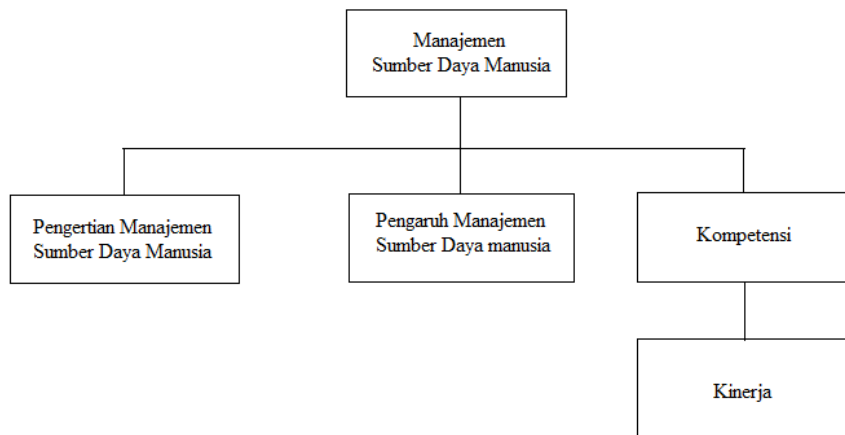 Manajemen
Sumber Daya Manusia
Pengertian Manajemen
Sumber Daya Manusia
Pengaruh Manajemen
Sumber Daya manusia
Kompetensi
Kinerja